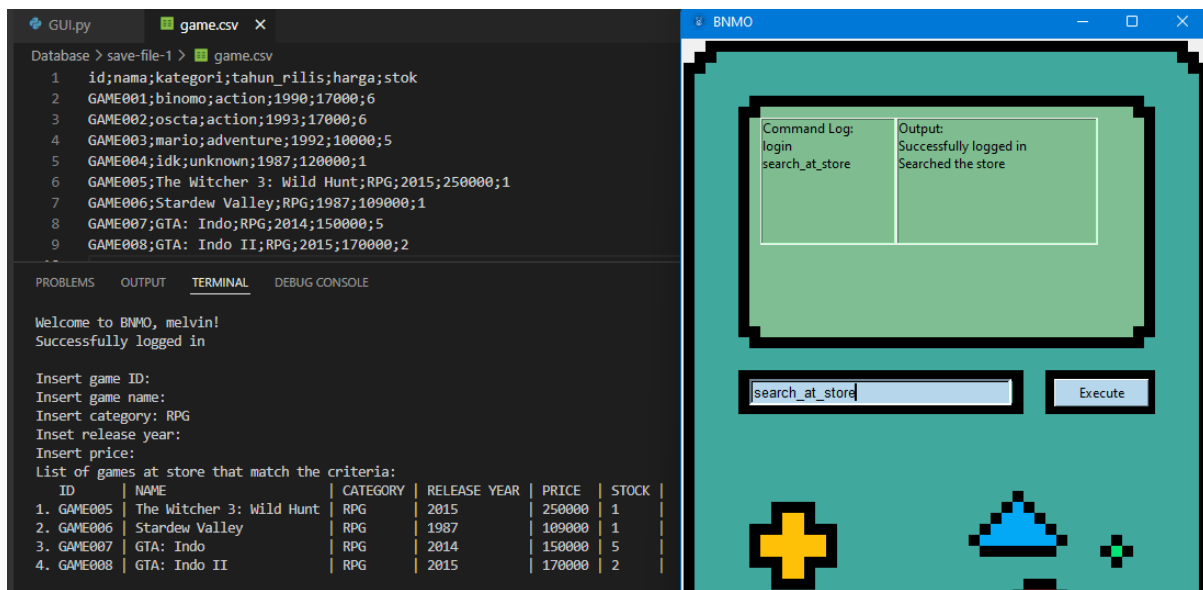 GUI.py game.csv
Database > save-file-1 > game.csv
1 id;nama;kategori;tahun_rilis;harga;stok
2 GAME001;binomo;action;1990;17000;6
3 GAME002;oscta;action;1993;17000;6
4 GAME003;mario;adventure;1992;10000;5
5 GAME004;idk;unknown;1987;120000;1
6 GAME005;The Witcher 3: Wild Hunt;RPG;2015;250000;1
7 GAME006;Stardew Valley;RPG;1987;109000;1
8 GAME007;GTA: Indo;RPG;2014;150000;5
9 GAME008;GTA: Indo II;RPG;2015;170000;2
PROBLEMS OUTPUT TERMINAL DEBUG CONSOLE
Welcome to BNMO, melvin!
Successfully logged in
Insert game ID:
Insert game name:
Insert category: RPG
Inset release year:
Insert price:
List of games at store that match the criteria:
ID | NAME | CATEGORY | RELEASE YEAR | PRICE | STOCK |
1. GAME005 | The Witcher 3: Wild Hunt | RPG | 2015 | 250000 | 1 |
2. GAME006 | Stardew Valley | RPG | 1987 | 109000 | 1 |
3. GAME007 | GTA: Indo | RPG | 2014 | 150000 | 5 |
4. GAME008 | GTA: Indo II | RPG | 2015 | 170000 | 2 |
BNMO
Command Log:
login
search_at_store
Output:
Successfully logged in
Searched the store
search_at_store
Execute